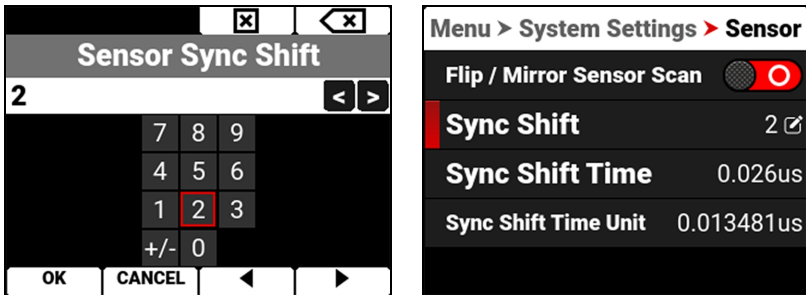 Sensor Sync Shift
2
< >
7 8 9
4 5 6
1 2 3
+/- 0
OK CANCEL ◀ ▶
Menu ➤ System Settings ➤ Sensor
Flip / Mirror Sensor Scan
Sync Shift 2
Sync Shift Time 0.026us
Sync Shift Time Unit 0.013481us